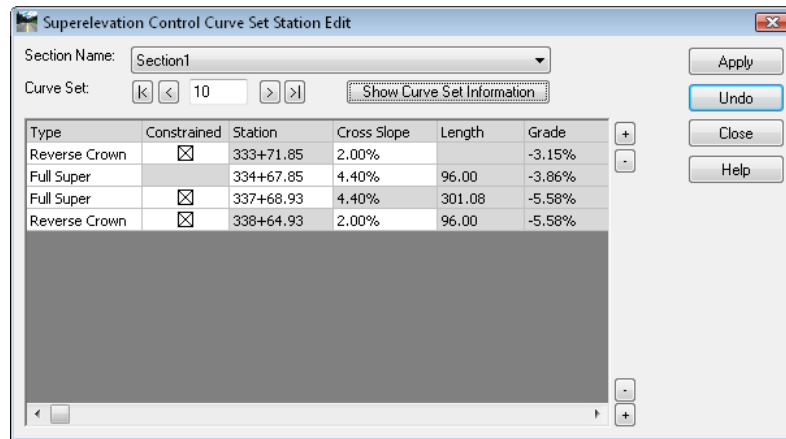 Superelevation Control Curve Set Station Edit
Section Name: Section1
Apply
Curve Set: 10 Show Curve Set Information
Undo
Type Constrained Station Cross Slope Length Grade
Close
Reverse Crown 333+71.85 2.00% -3.15%
Help
Full Super 334+67.85 4.40% 96.00 -3.86%
Full Super 337+68.93 4.40% 301.08 -5.58%
Reverse Crown 338+64.93 2.00% 96.00 -5.58%